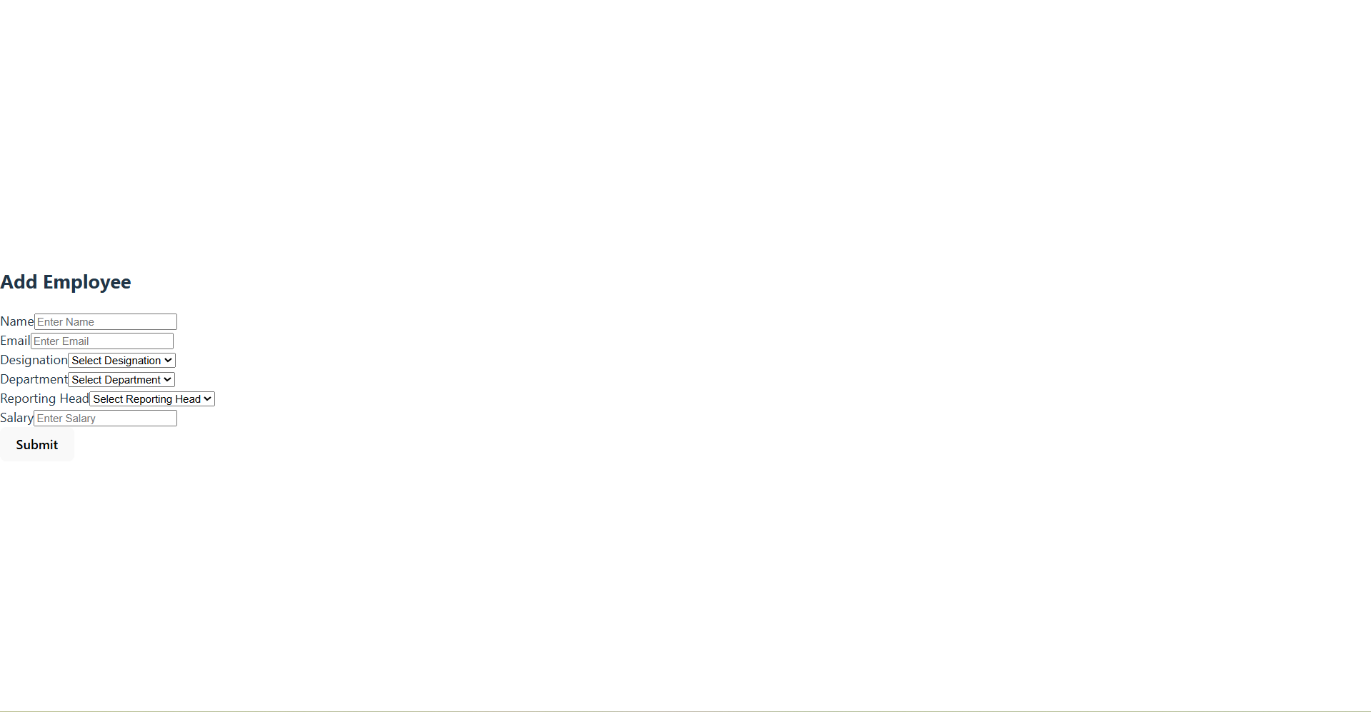 Add Employee
Name Enter Name
Email Enter Email
Designation Select Designation
Department Select Department
Reporting Head Select Reporting Head
Salary Enter Salary
Submit